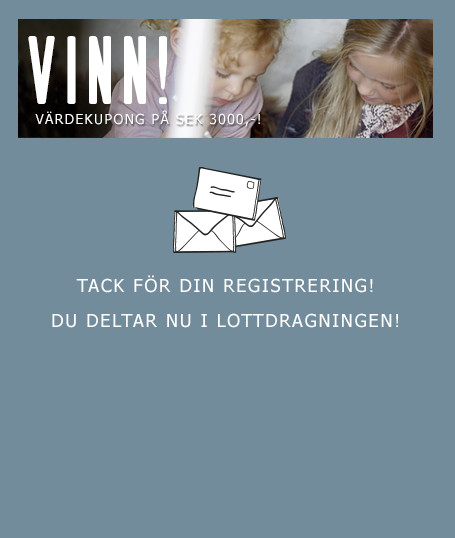 VINN!
VÄRDEKUPONG PÅ SEK 3000,-!
TACK FÖR DIN REGISTRERING!
DU DELTAR NU I LOTTDRAGNINGEN!